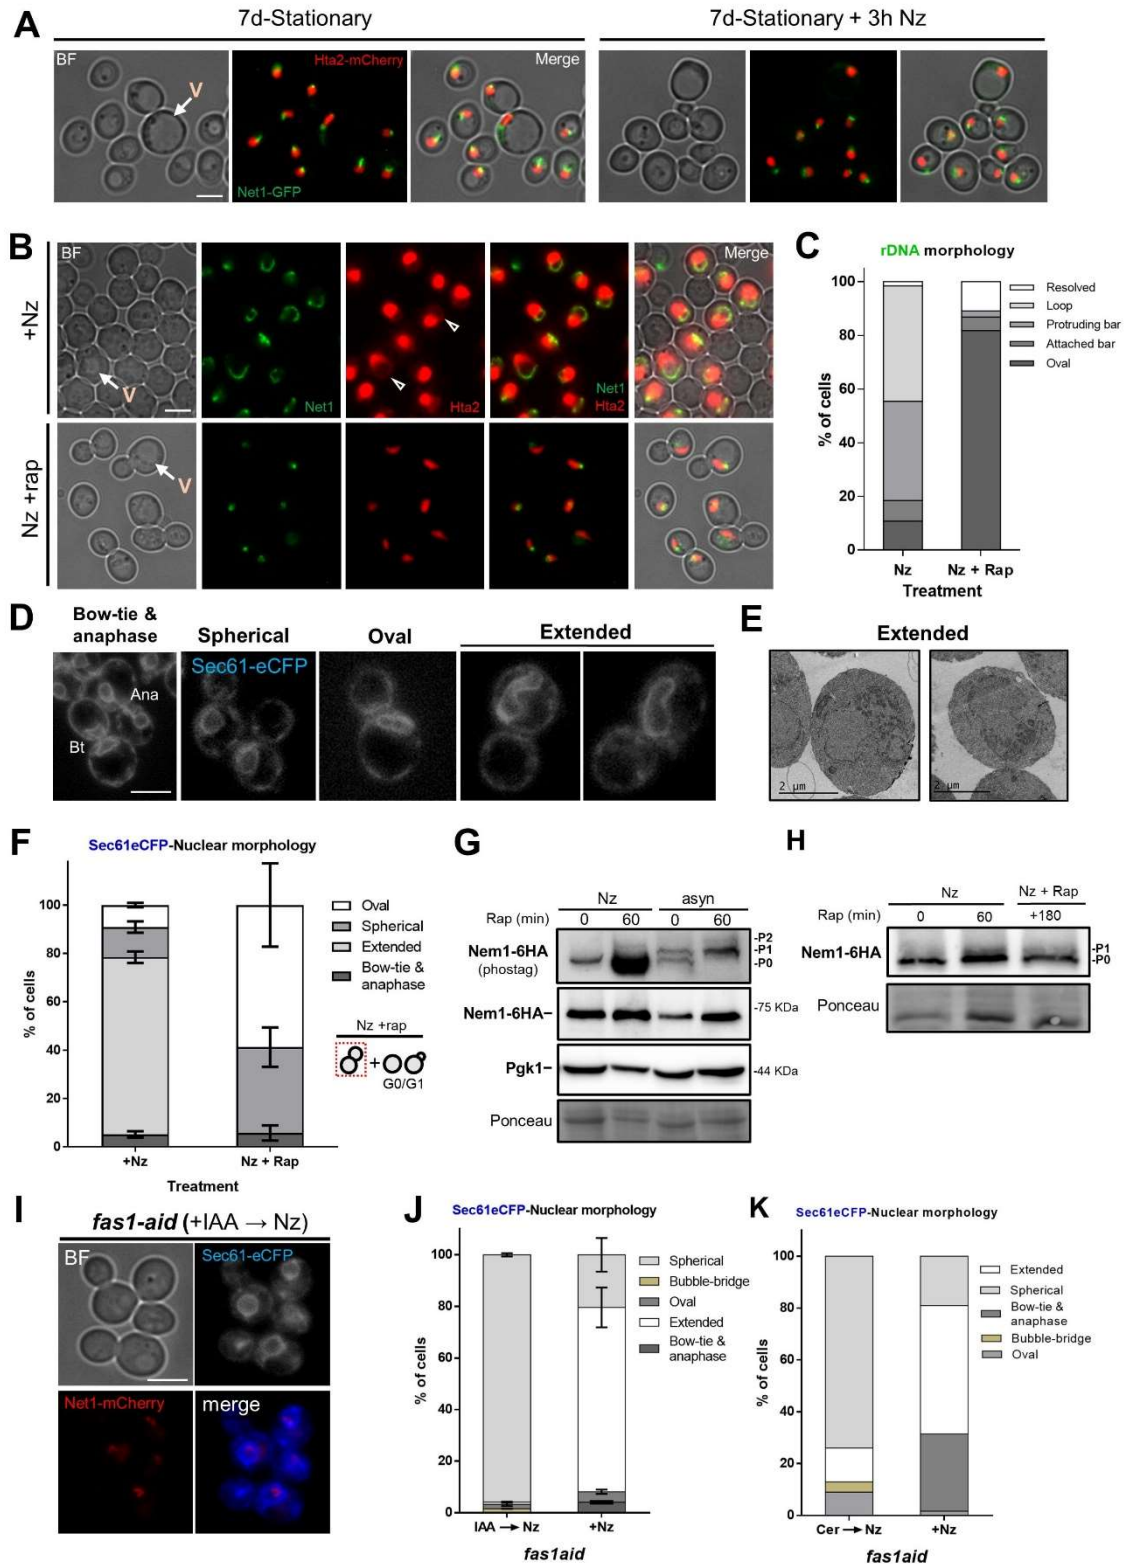 A
7d-Stationary
7d-Stationary + 3h Nz
BF
V
Hta2-mCherry
Net1-GFP
Merge
B
+Nz
BF
V
Net1
Hta2
Net1
Hta2
Merge
Nz +rap
V
C
rDNA morphology
% of cells
100
80
60
40
20
0
Nz
Nz + Rap
Treatment
Resolved
Loop
Protruding bar
Attached bar
Oval
D
Bow-tie &
anaphase
Spherical
Oval
Extended
Sec61-eCFP
Ana
Bt
E
Extended
2 µm
2 µm
F
Sec61eCFP-Nuclear morphology
% of cells
100
80
60
40
20
0
+Nz
Nz + Rap
Treatment
Oval
Spherical
Extended
Bow-tie &
anaphase
Nz +rap
+
G0/G1
G
Nz
asyn
Rap (min)
0
60
0
60
Nem1-6HA
(phostag)
-P2
-P1
-P0
Nem1-6HA–
-75 KDa
Pgk1–
-44 KDa
Ponceau
H
Nz
Nz + Rap
Rap (min)
0
60
+180
Nem1-6HA
-P1
-P0
Ponceau
I
fas1-aid (+IAA → Nz)
BF
Sec61-eCFP
Net1-mCherry
merge
J
Sec61eCFP-Nuclear morphology
% of cells
100
80
60
40
20
0
IAA → Nz
+Nz
fas1aid
Spherical
Bubble-bridge
Oval
Extended
Bow-tie &
anaphase
K
Sec61eCFP-Nuclear morphology
% of cells
100
80
60
40
20
0
Cer → Nz
+Nz
fas1aid
Extended
Spherical
Bow-tie &
anaphase
Bubble-bridge
Oval